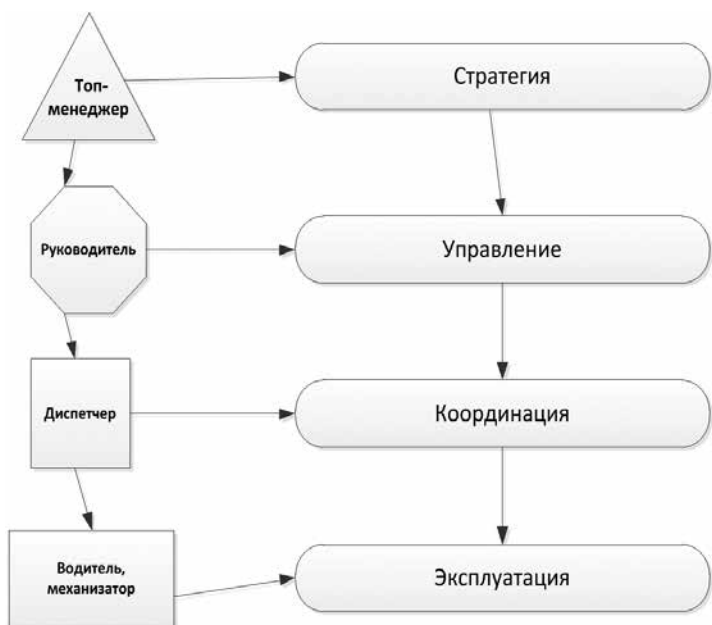 Топ-
менеджер
Стратегия
Руководитель
Управление
Диспетчер
Координация
Водитель,
механизатор
Эксплуатация